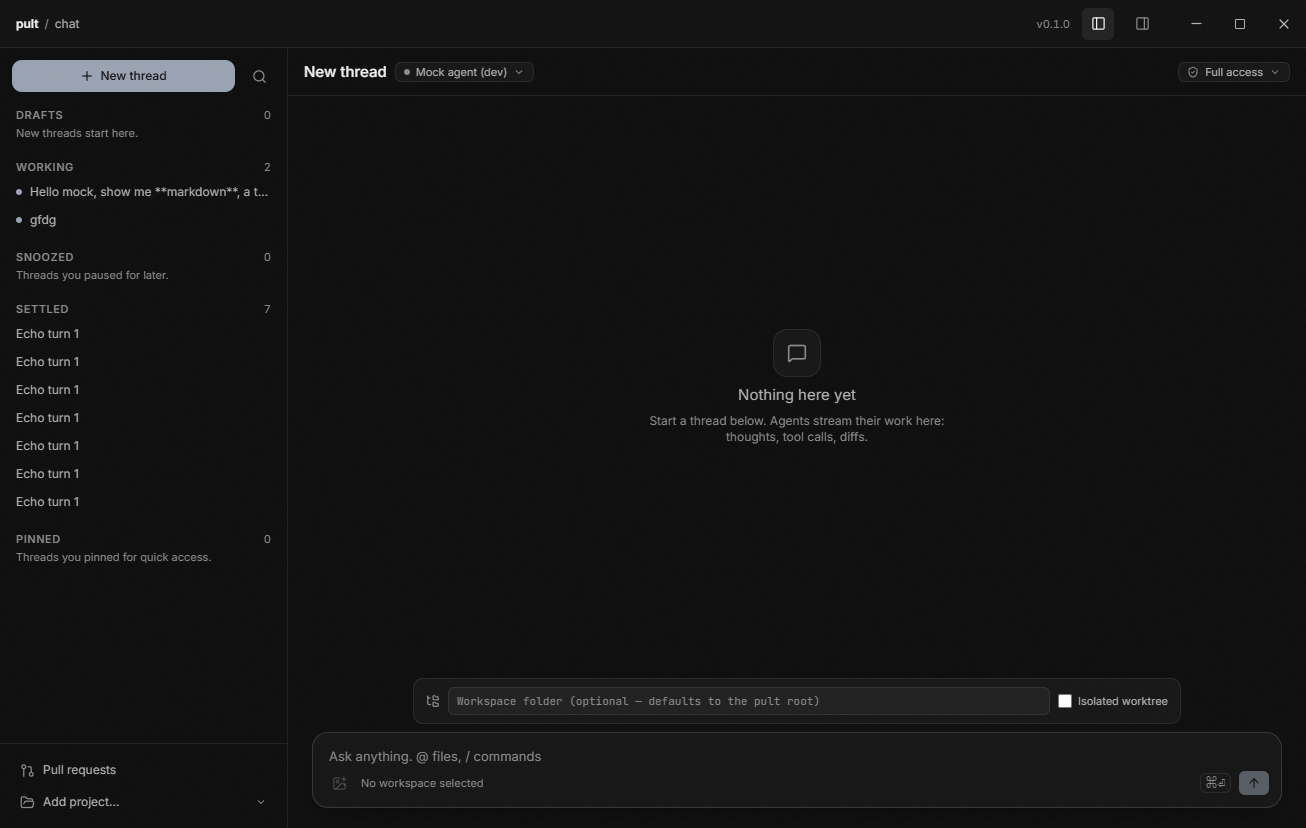 pult / chat
v0.1.0
New thread
New thread
Mock agent (dev)
Full access
DRAFTS 0
New threads start here.
WORKING 2
Hello mock, show me **markdown**, a t...
gfdg
SNOOZED 0
Threads you paused for later.
SETTLED 7
Echo turn 1
Echo turn 1
Echo turn 1
Echo turn 1
Echo turn 1
Echo turn 1
Echo turn 1
PINNED 0
Threads you pinned for quick access.
Pull requests
Add project...
Nothing here yet
Start a thread below. Agents stream their work here:
thoughts, tool calls, diffs.
Workspace folder (optional — defaults to the pult root)
Isolated worktree
Ask anything. @ files, / commands
No workspace selected
⌘⏎